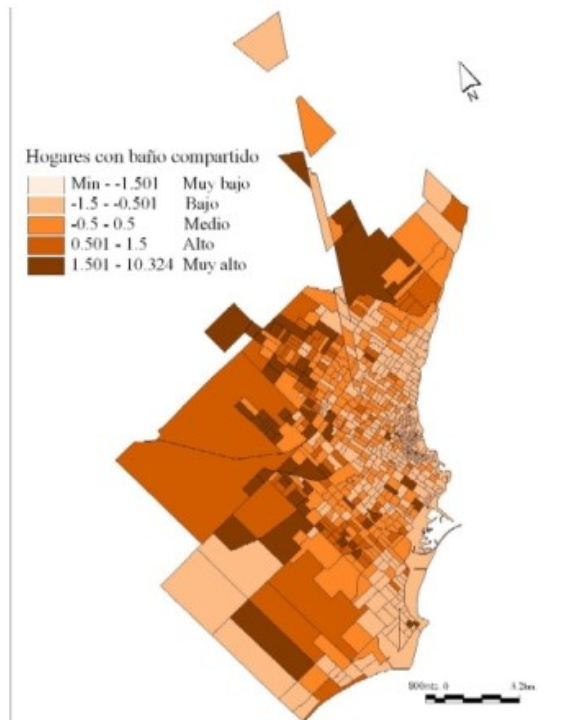 Hogares con baño compartido
Min - -1.501 Muy bajo
-1.5 - -0.501 Bajo
-0.5 - 0.5 Medio
0.501 - 1.5 Alto
1.501 - 10.324 Muy alto
N
0